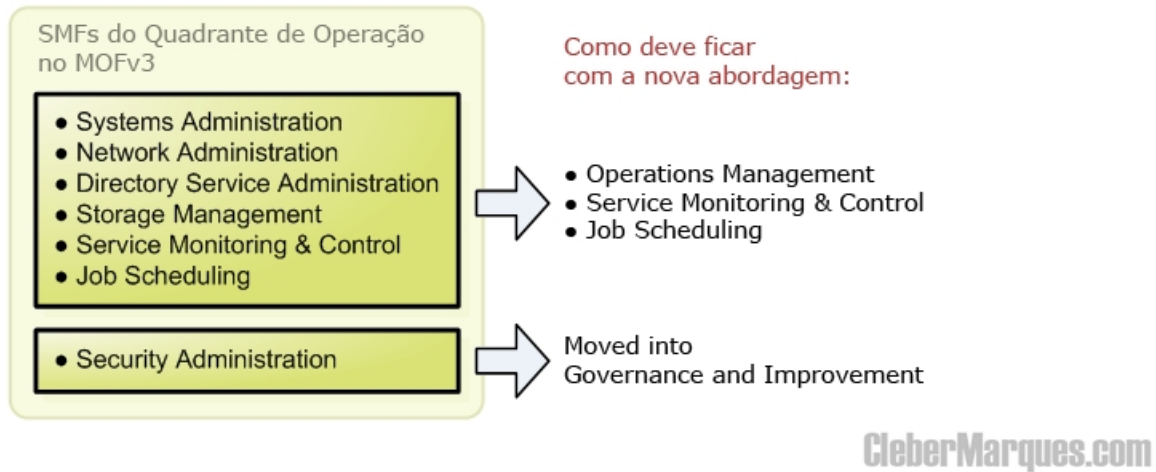 SMFs do Quadrante de Operação
no MOFv3
• Systems Administration
• Network Administration
• Directory Service Administration
• Storage Management
• Service Monitoring & Control
• Job Scheduling
• Security Administration
Como deve ficar
com a nova abordagem:
• Operations Management
• Service Monitoring & Control
• Job Scheduling
Moved into
Governance and Improvement
CleberMarques.com